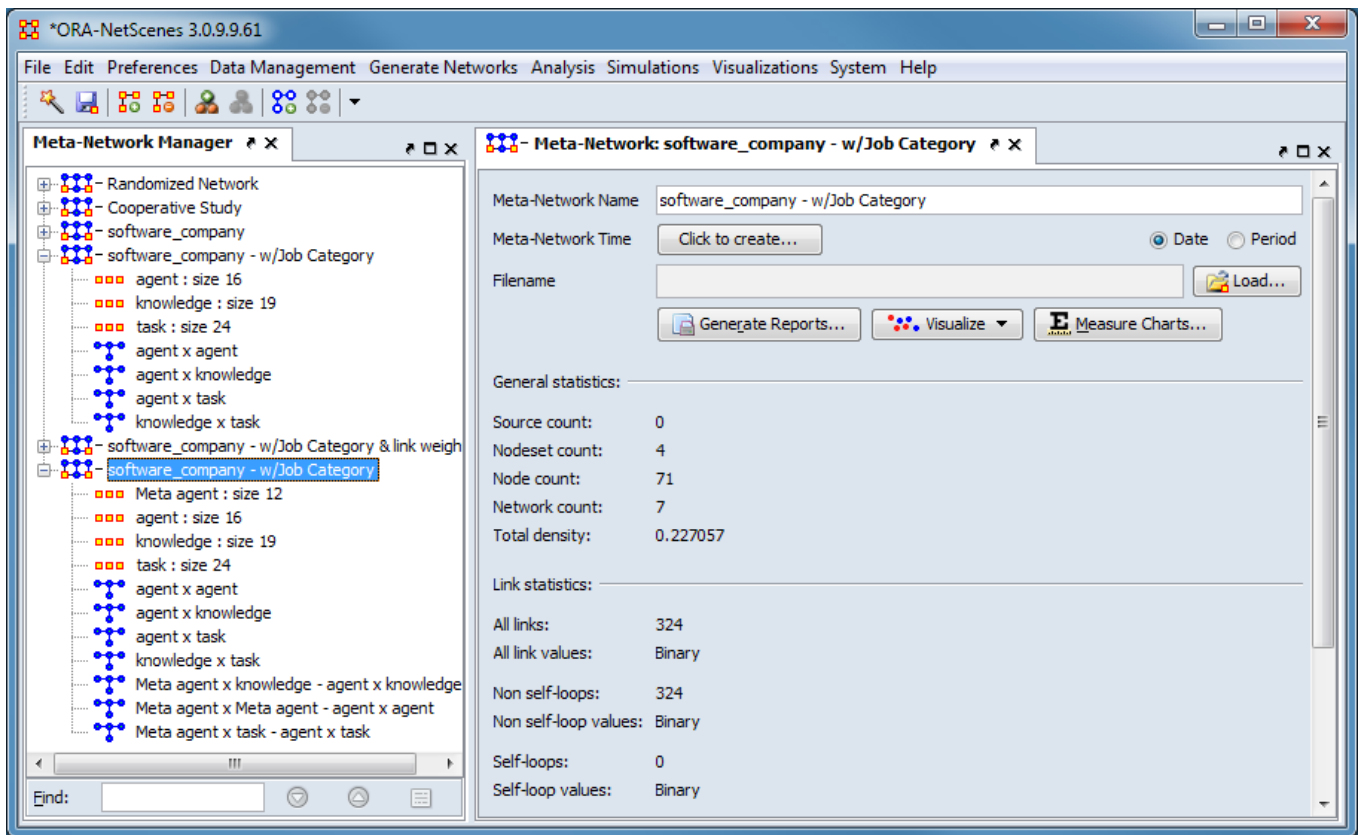 *ORA-NetScenes 3.0.9.9.61
File Edit Preferences Data Management Generate Networks Analysis Simulations Visualizations System Help
Meta-Network Manager
Randomized Network
Cooperative Study
software_company
software_company - w/Job Category
agent : size 16
knowledge : size 19
task : size 24
agent x agent
agent x knowledge
agent x task
knowledge x task
software_company - w/Job Category & link weigh
software_company - w/Job Category
Meta agent : size 12
agent : size 16
knowledge : size 19
task : size 24
agent x agent
agent x knowledge
agent x task
knowledge x task
Meta agent x knowledge - agent x knowledge
Meta agent x Meta agent - agent x agent
Meta agent x task - agent x task
Find:
Meta-Network: software_company - w/Job Category
Meta-Network Name software_company - w/Job Category
Meta-Network Time Click to create... Date Period
Filename Load...
Generate Reports... Visualize Measure Charts...
General statistics:
Source count: 0
Nodeset count: 4
Node count: 71
Network count: 7
Total density: 0.227057
Link statistics:
All links: 324
All link values: Binary
Non self-loops: 324
Non self-loop values: Binary
Self-loops: 0
Self-loop values: Binary